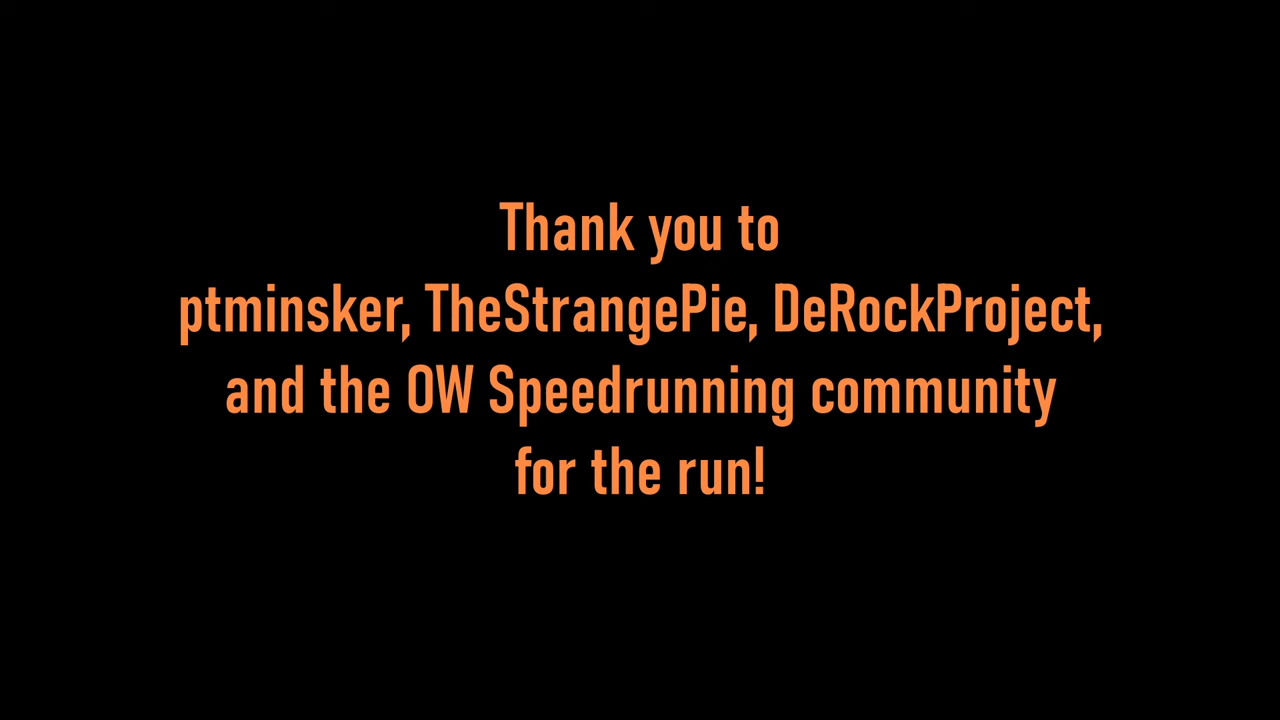 Thank you to
ptminsker, TheStrangePie, DeRockProject,
and the OW Speedrunning community
for the run!